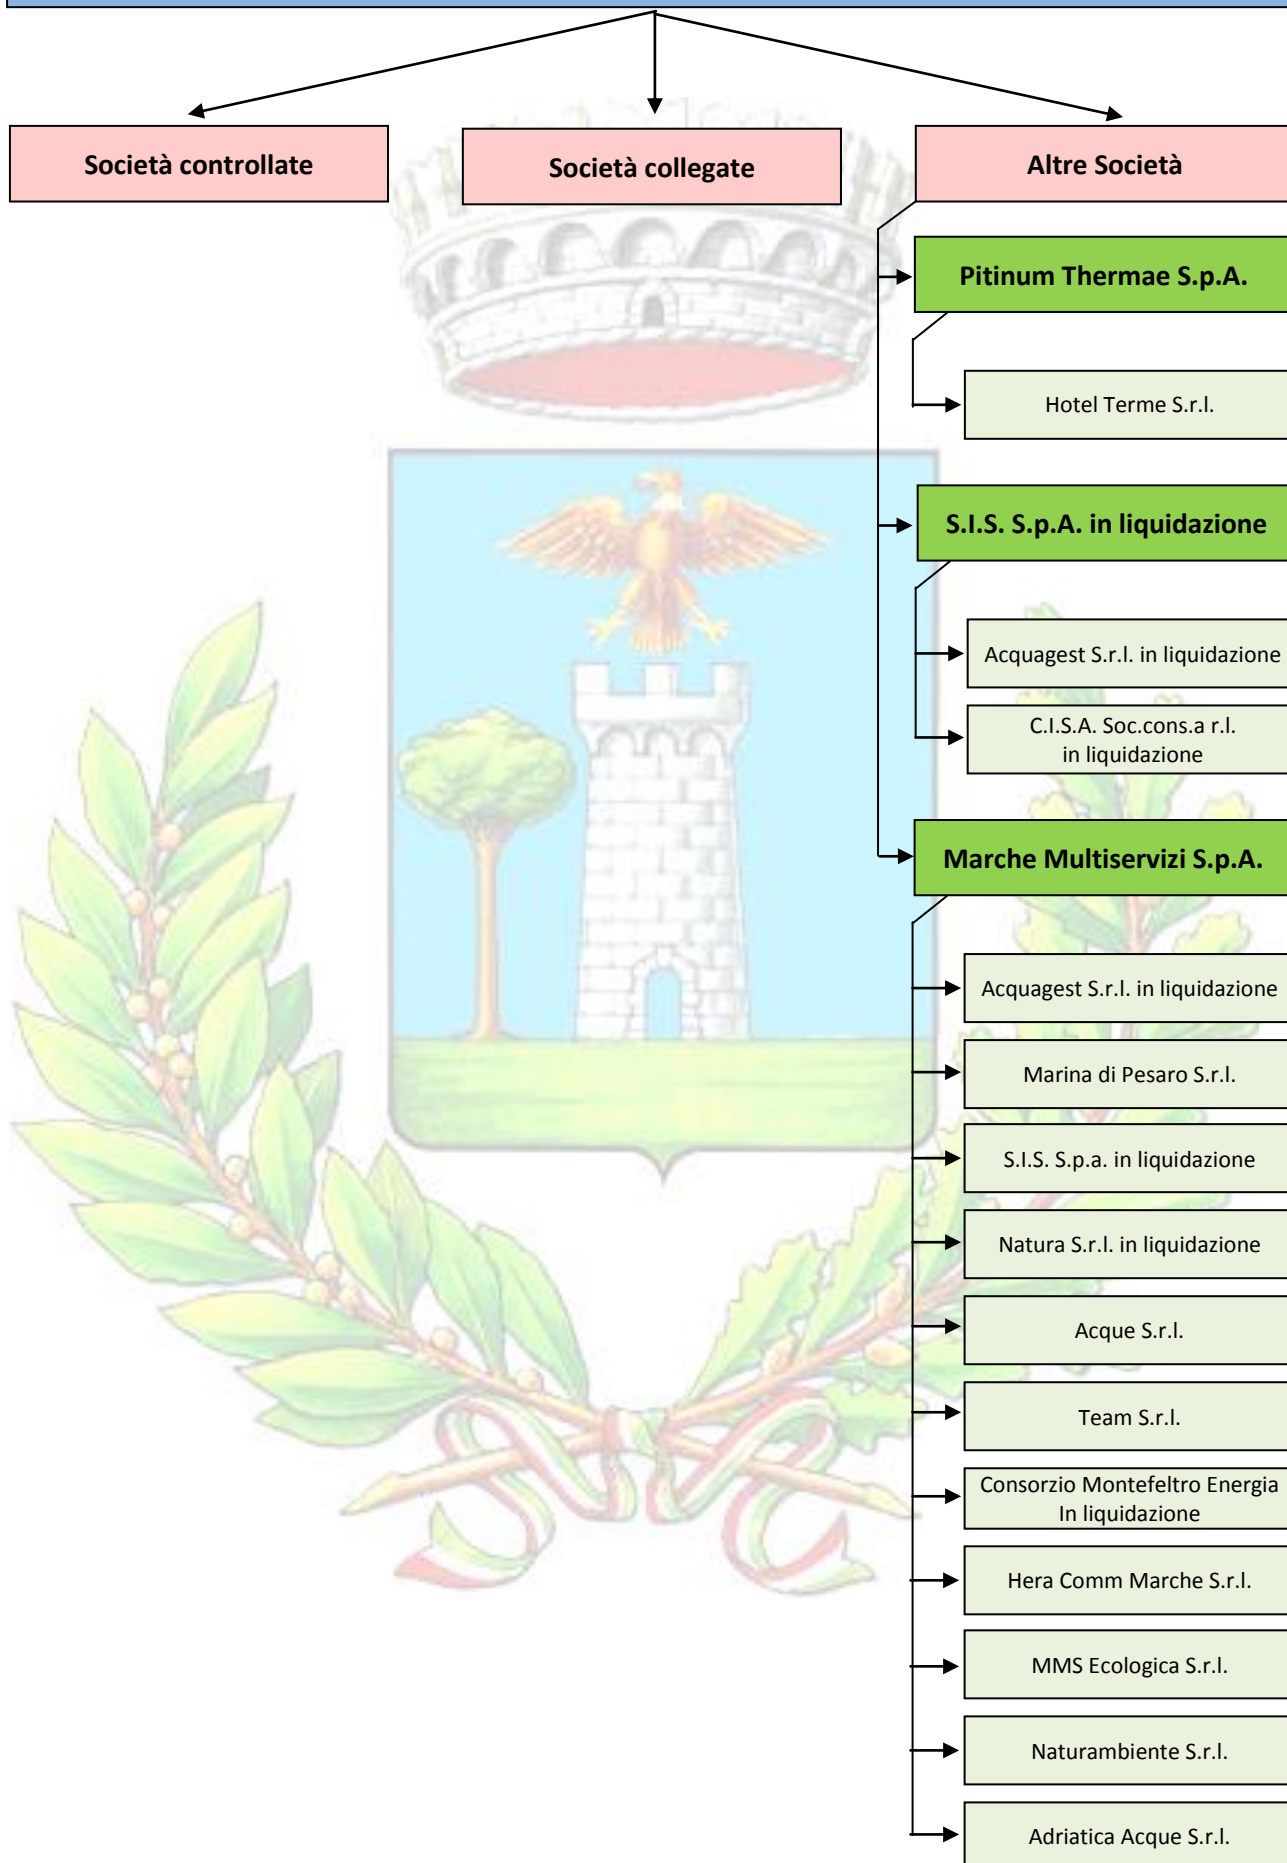 Società controllate
Società collegate
Altre Società
Pitinum Thermae S.p.A.
Hotel Terme S.r.l.
S.I.S. S.p.A. in liquidazione
Acquagest S.r.l. in liquidazione
C.I.S.A. Soc.cons.a r.l.
in liquidazione
Marche Multiservizi S.p.A.
Acquagest S.r.l. in liquidazione
Marina di Pesaro S.r.l.
S.I.S. S.p.a. in liquidazione
Natura S.r.l. in liquidazione
Acque S.r.l.
Team S.r.l.
Consorzio Montefeltro Energia
In liquidazione
Hera Comm Marche S.r.l.
MMS Ecologica S.r.l.
Naturambiente S.r.l.
Adriatica Acque S.r.l.